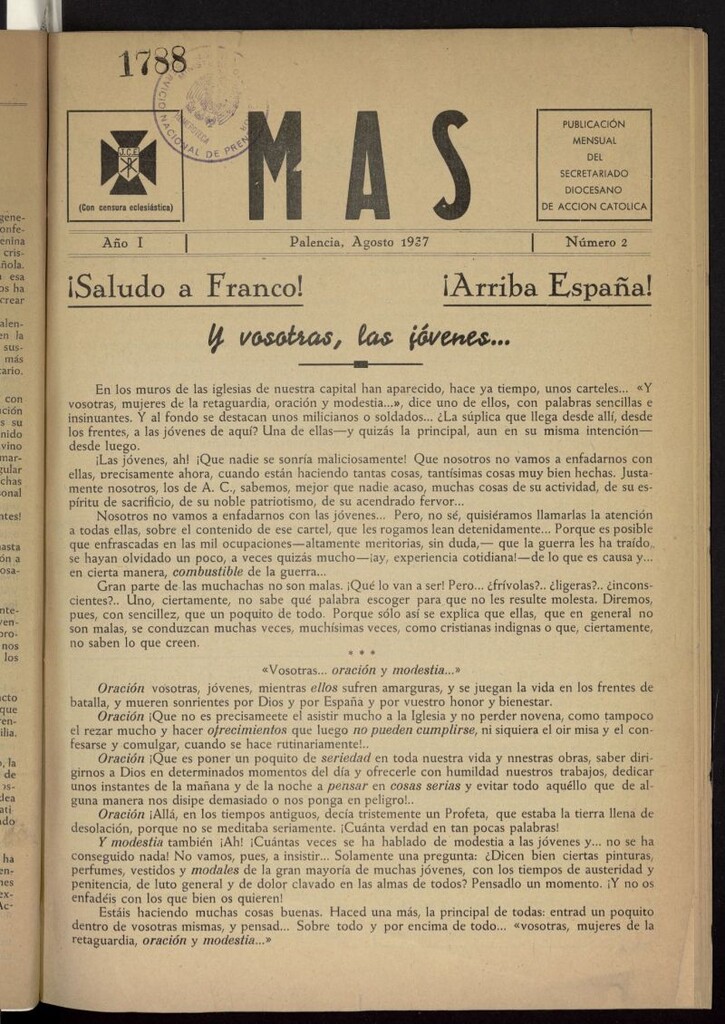 1788
SERVICIO NACIONAL DE PRENSA
HEMEROTECA
J.C.E.
(Con censura eclesiástica)
MAS
PUBLICACIÓN
MENSUAL
DEL
SECRETARIADO
DIOCESANO
DE ACCION CATOLICA
Año I
Palencia, Agosto 1937
Número 2
¡Saludo a Franco!
¡Arriba España!
Y vosotras, las jóvenes...
En los muros de las iglesias de nuestra capital han aparecido, hace ya tiempo, unos carteles... «Y
vosotras, mujeres de la retaguardia, oración y modestia...», dice uno de ellos, con palabras sencillas e
insinuantes. Y al fondo se destacan unos milicianos o soldados... ¿La súplica que llega desde allí, desde
los frentes, a las jóvenes de aquí? Una de ellas—y quizás la principal, aun en su misma intención—
desde luego.
¡Las jóvenes, ah! ¡Que nadie se sonría maliciosamente! Que nosotros no vamos a enfadarnos con
ellas, precisamente ahora, cuando están haciendo tantas cosas, tantísimas cosas muy bien hechas. Justa-
mente nosotros, los de A. C., sabemos, mejor que nadie acaso, muchas cosas de su actividad, de su es-
píritu de sacrificio, de su noble patriotismo, de su acendrado fervor...
Nosotros no vamos a enfadarnos con las jóvenes... Pero, no sé, quisiéramos llamarlas la atención
a todas ellas, sobre el contenido de ese cartel, que les rogamos lean detenidamente... Porque es posible
que enfrascadas en las mil ocupaciones—altamente meritorias, sin duda,— que la guerra les ha traído,
se hayan olvidado un poco, a veces quizás mucho—¡ay, experiencia cotidiana!—de lo que es causa y...
en cierta manera, combustible de la guerra...
Gran parte de las muchachas no son malas. ¡Qué lo van a ser! Pero... ¿frívolas?.. ¿ligeras?.. ¿incons-
cientes?.. Uno, ciertamente, no sabe qué palabra escoger para que no les resulte molesta. Diremos,
pues, con sencillez, que un poquito de todo. Porque sólo así se explica que ellas, que en general no
son malas, se conduzcan muchas veces, muchísimas veces, como cristianas indignas o que, ciertamente,
no saben lo que creen.
* * *
«Vosotras... oración y modestia...»
Oración vosotras, jóvenes, mientras ellos sufren amarguras, y se juegan la vida en los frentes de
batalla, y mueren sonrientes por Dios y por España y por vuestro honor y bienestar.
Oración ¡Que no es precisameete el asistir mucho a la Iglesia y no perder novena, como tampoco
el rezar mucho y hacer ofrecimientos que luego no pueden cumplirse, ni siquiera el oir misa y el con-
fesarse y comulgar, cuando se hace rutinariamente!..
Oración ¡Que es poner un poquito de seriedad en toda nuestra vida y nnestras obras, saber diri-
girnos a Dios en determinados momentos del día y ofrecerle con humildad nuestros trabajos, dedicar
unos instantes de la mañana y de la noche a pensar en cosas serias y evitar todo aquéllo que de al-
guna manera nos disipe demasiado o nos ponga en peligro!..
Oración ¡Allá, en los tiempos antiguos, decía tristemente un Profeta, que estaba la tierra llena de
desolación, porque no se meditaba seriamente. ¡Cuánta verdad en tan pocas palabras!
Y modestia también ¡Ah! ¡Cuántas veces se ha hablado de modestia a las jóvenes y... no se ha
conseguido nada! No vamos, pues, a insistir... Solamente una pregunta: ¿Dicen bien ciertas pinturas,
perfumes, vestidos y modales de la gran mayoría de muchas jóvenes, con los tiempos de austeridad y
penitencia, de luto general y de dolor clavado en las almas de todos? Pensadlo un momento. ¡Y no os
enfadéis con los que bien os quieren!
Estáis haciendo muchas cosas buenas. Haced una más, la principal de todas: entrad un poquito
dentro de vosotras mismas, y pensad... Sobre todo y por encima de todo... «vosotras, mujeres de la
retaguardia, oración y modestia...»